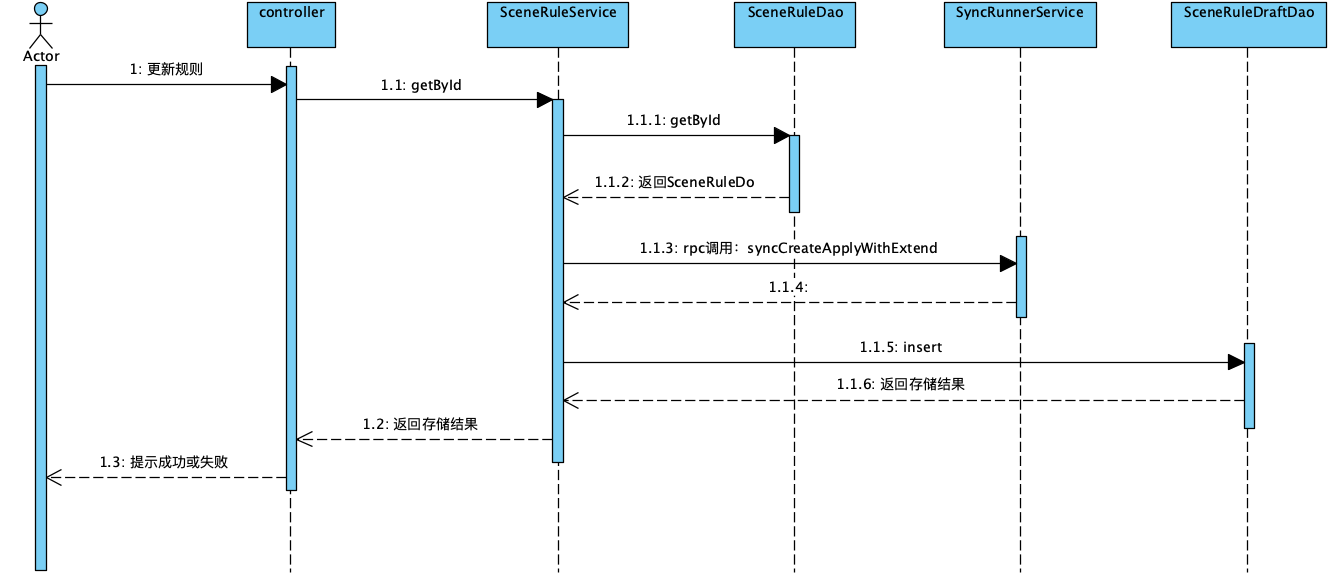 controller
SceneRuleService
SceneRuleDao
SyncRunnerService
SceneRuleDraftDao
Actor
1: 更新规则
1.1: getById
1.1.1: getById
1.1.2: 返回SceneRuleDo
1.1.3: rpc调用：syncCreateApplyWithExtend
1.1.4:
1.1.5: insert
1.1.6: 返回存储结果
1.2: 返回存储结果
1.3: 提示成功或失败